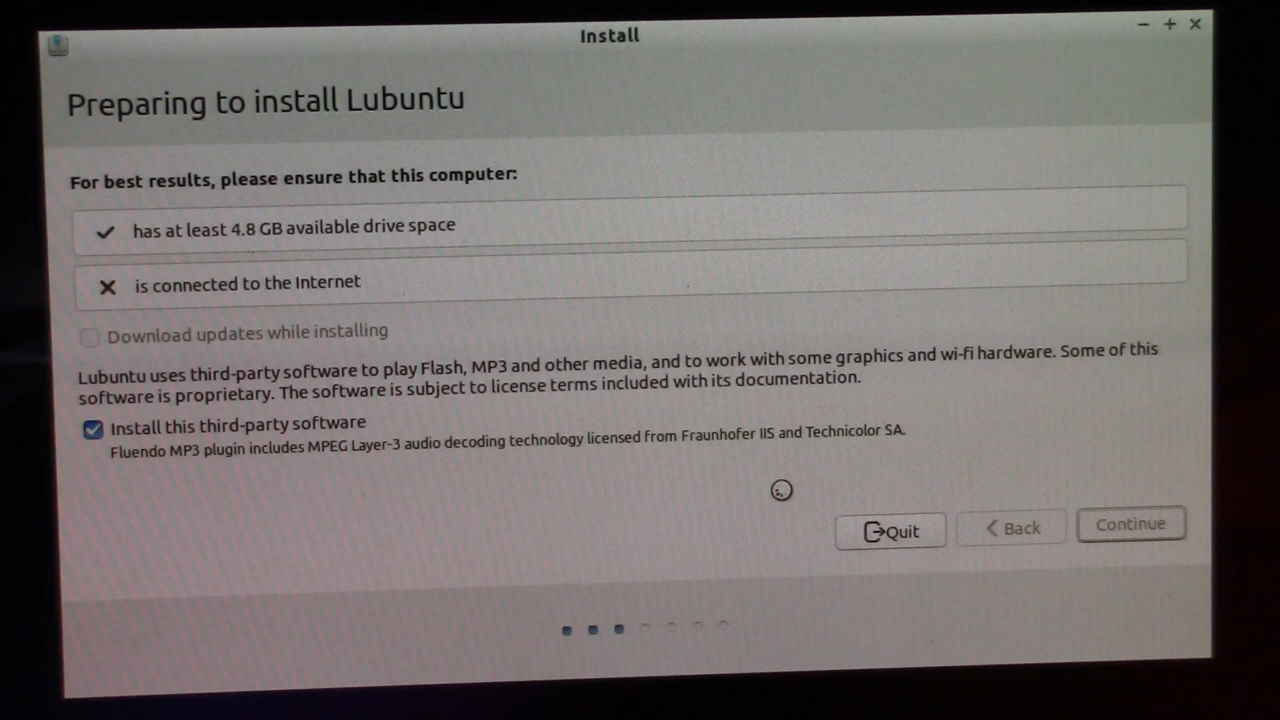 Install
Preparing to install Lubuntu
For best results, please ensure that this computer:
has at least 4.8 GB available drive space
is connected to the Internet
Download updates while installing
Lubuntu uses third-party software to play Flash, MP3 and other media, and to work with some graphics and wi-fi hardware. Some of this
software is proprietary. The software is subject to license terms included with its documentation.
Install this third-party software
Fluendo MP3 plugin includes MPEG Layer-3 audio decoding technology licensed from Fraunhofer IIS and Technicolor SA.
Quit Back Continue